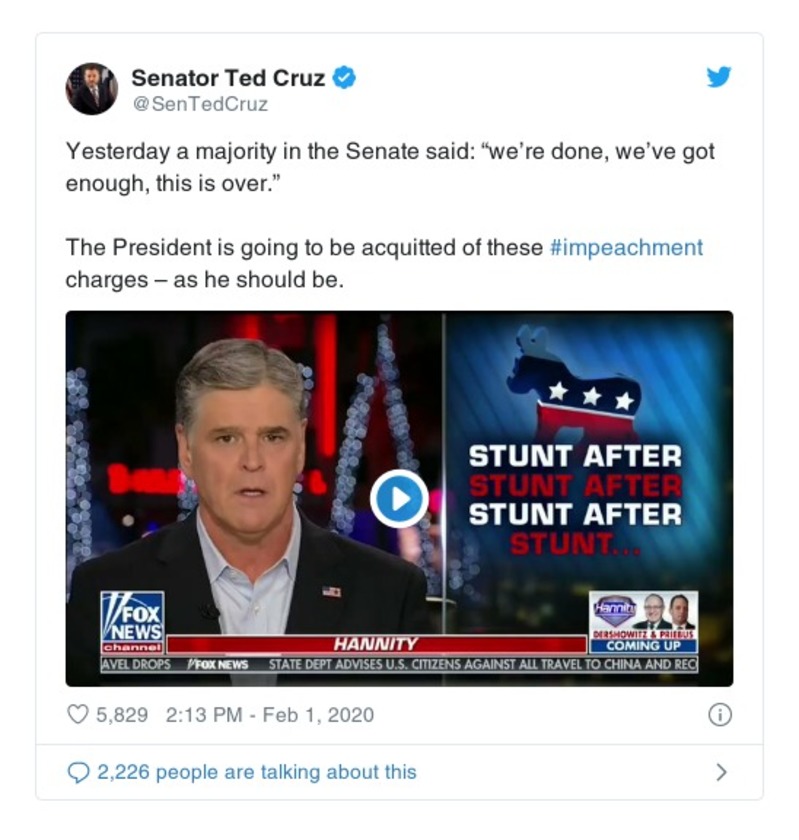 Senator Ted Cruz
@SenTedCruz
Yesterday a majority in the Senate said: “we’re done, we’ve got
enough, this is over.”
The President is going to be acquitted of these #impeachment
charges – as he should be.
STUNT AFTER
STUNT AFTER
STUNT AFTER
STUNT...
FOX
NEWS
channel
HANNITY
Hannity
DERSHOWITZ & PRIEBUS
COMING UP
AVEL DROPS FOX NEWS STATE DEPT ADVISES U.S. CITIZENS AGAINST ALL TRAVEL TO CHINA AND REC
5,829 2:13 PM - Feb 1, 2020
2,226 people are talking about this